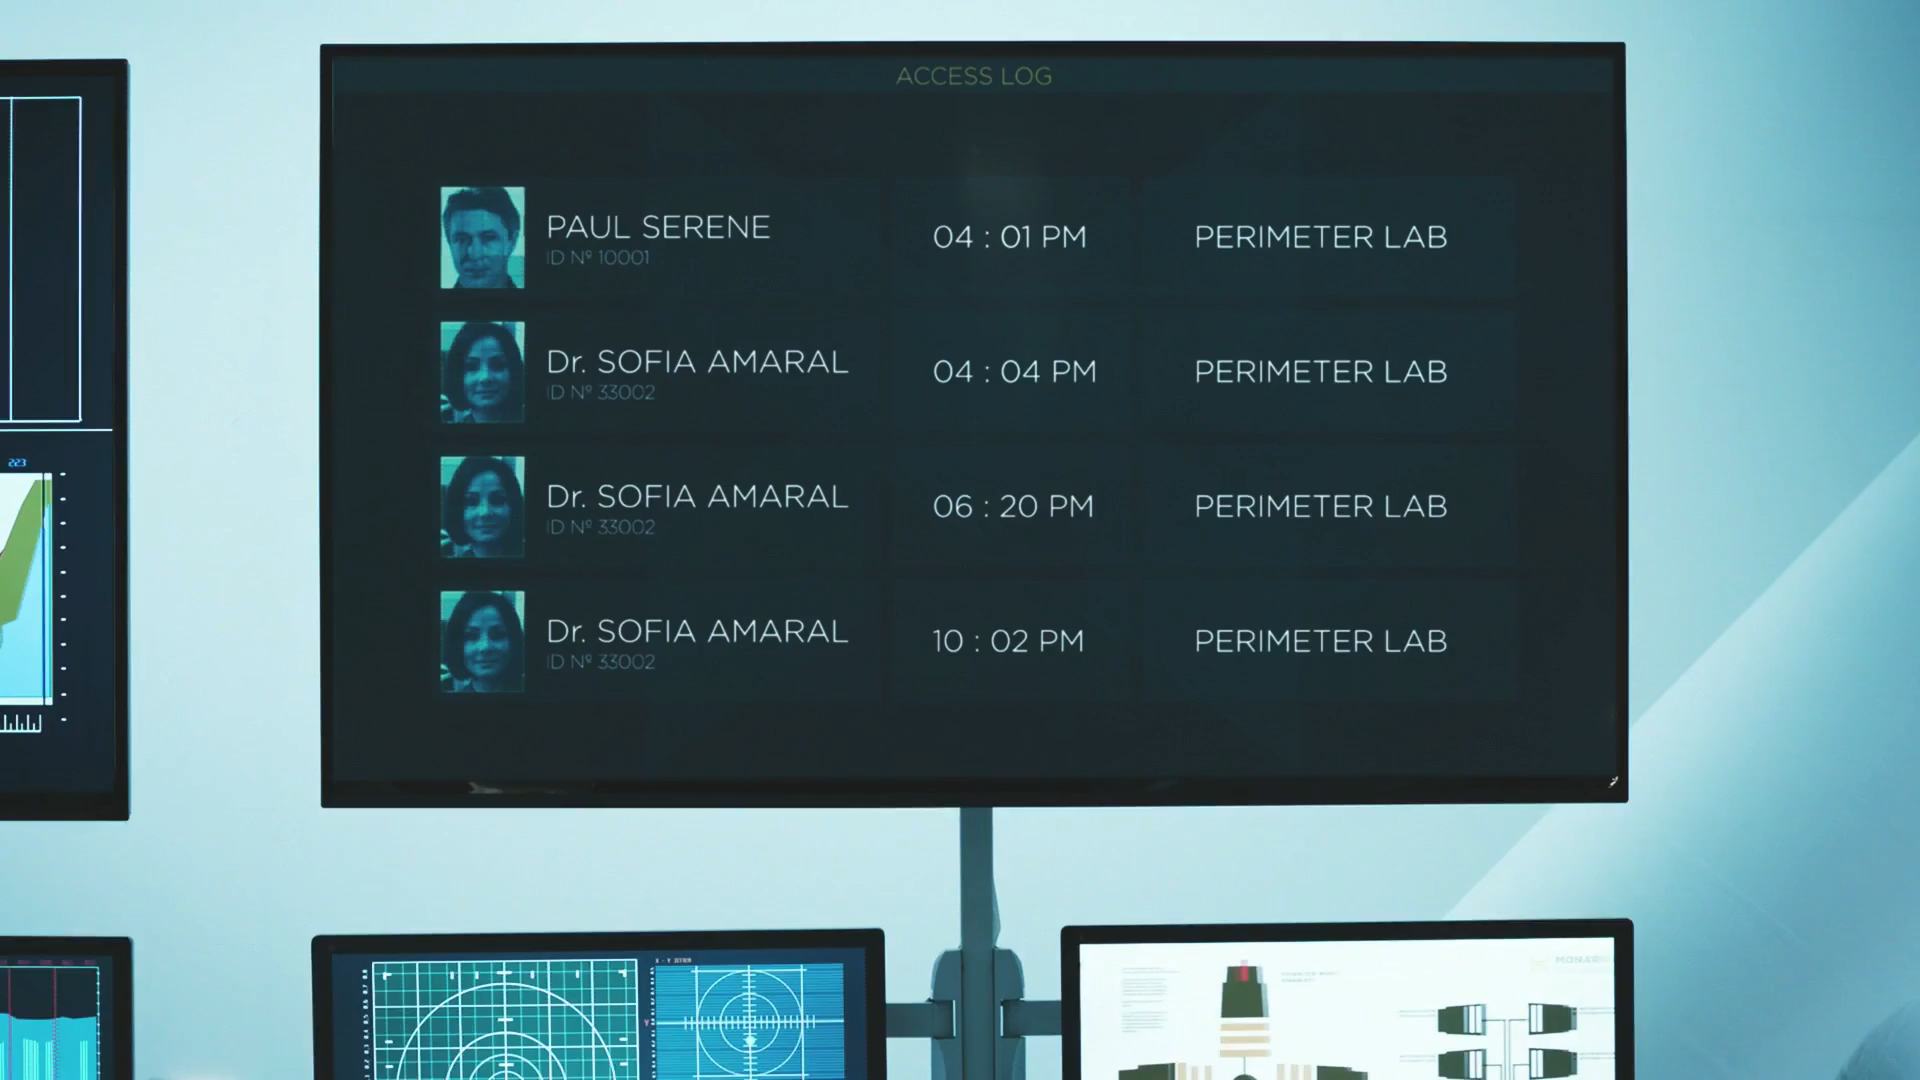 ACCESS LOG
PAUL SERENE
ID Nº 10001
04 : 01 PM
PERIMETER LAB
Dr. SOFIA AMARAL
ID Nº 33002
04 : 04 PM
PERIMETER LAB
Dr. SOFIA AMARAL
ID Nº 33002
06 : 20 PM
PERIMETER LAB
Dr. SOFIA AMARAL
ID Nº 33002
10 : 02 PM
PERIMETER LAB
223